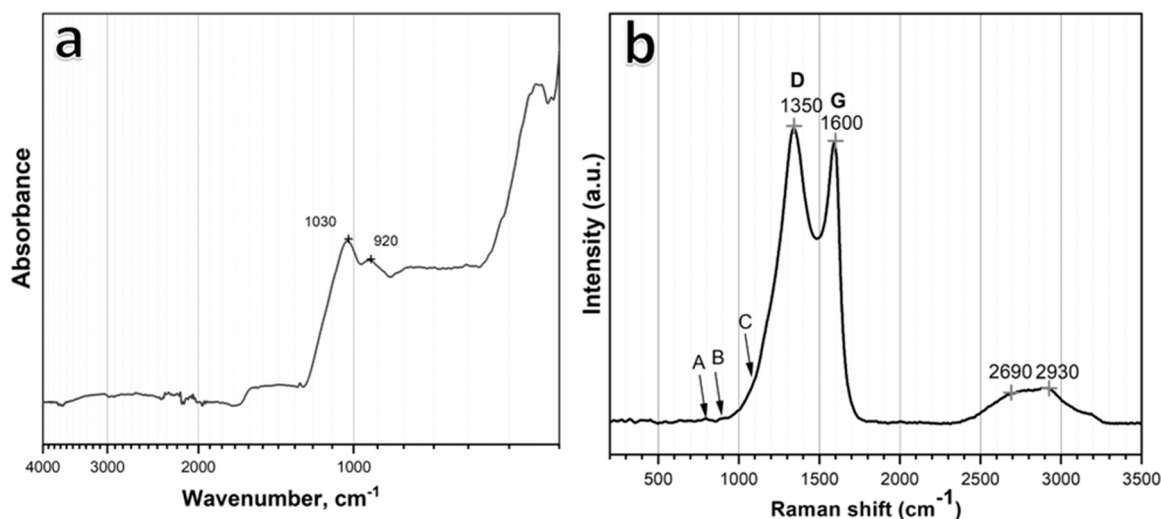 a
Absorbance
1030
920
4000
3000
2000
1000
Wavenumber, cm-1
b
Intensity (a.u.)
D
1350
G
1600
C
A
B
2690
2930
500
1000
1500
2000
2500
3000
3500
Raman shift (cm-1)